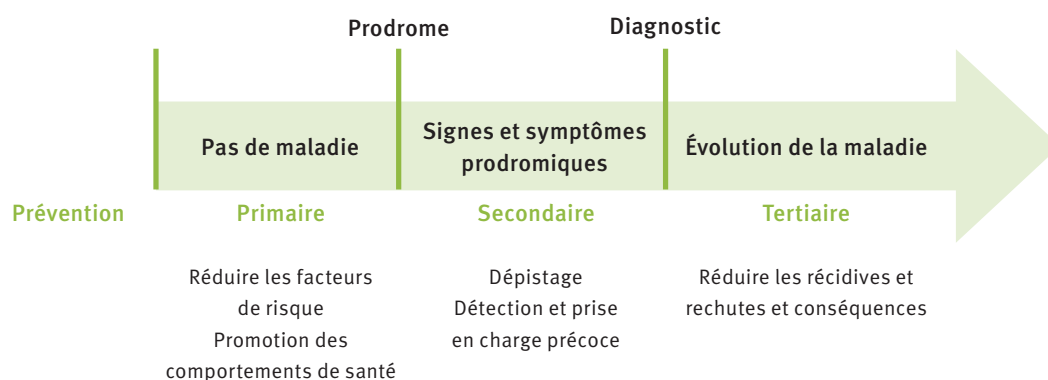 Prodrome
Diagnostic
Pas de maladie
Signes et symptômes
prodromiques
Évolution de la maladie
Prévention
Primaire
Secondaire
Tertiaire
Réduire les facteurs
de risque
Promotion des
comportements de santé
Dépistage
Détection et prise
en charge précoce
Réduire les récidives et
rechutes et conséquences